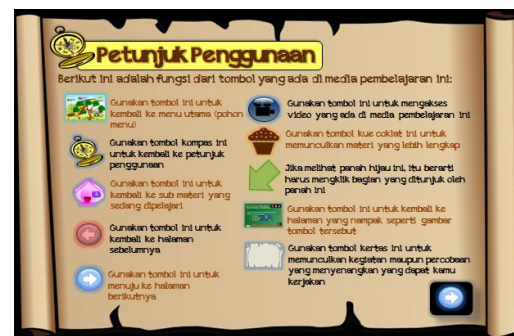 Petunjuk Penggunaan
Berikut ini adalah fungsi dari tombol yang ada di media pembelajaran ini:
Gunakan tombol ini untuk
kembali ke menu utama (pohon
menu)
Gunakan tombol kompas ini
untuk kembali ke petunjuk
penggunaan
Gunakan tombol ini untuk
kembali ke sub materi yang
sedang dipelajari
Gunakan tombol ini untuk
kembali ke halaman
sebelumnya
Gunakan tombol ini untuk
menuju ke halaman
berikutnya
Gunakan tombol ini untuk mengakses
video yang ada di media pembelajaran ini
Gunakan tombol kue coklat ini untuk
memunculkan materi yang lebih lengkap
Jika melihat panah hijau ini, itu berarti
harus mengklik bagian yang ditunjuk oleh
panah ini
Gunakan tombol ini untuk kembali ke
halaman yang nampak seperti gambar
tombol tersebut
Gunakan tombol kertas ini untuk
memunculkan kegiatan maupun percobaan
yang menyenangkan yang dapat kamu
kerjakan